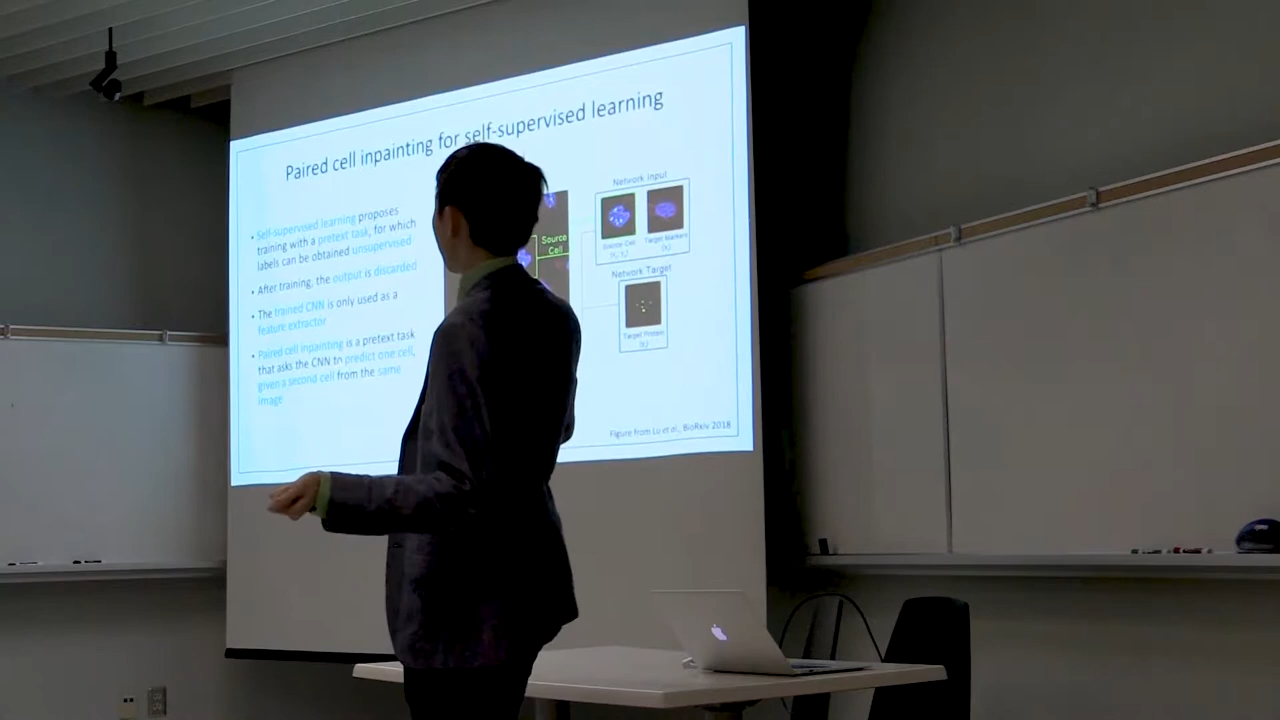 Paired cell inpainting for self-supervised learning
• Self-supervised learning proposes
training with a pretext task, for which
labels can be obtained unsupervised
• After training, the output is discarded
• The trained CNN is only used as a
feature extractor
• Paired cell inpainting is a pretext task
that asks the CNN to predict one cell,
given a second cell from the same
image
Source
Cell
Network Input
Source Cell
Target Markers
Network Target
Target Protein
Figure from Lu et al., BioRxiv 2018